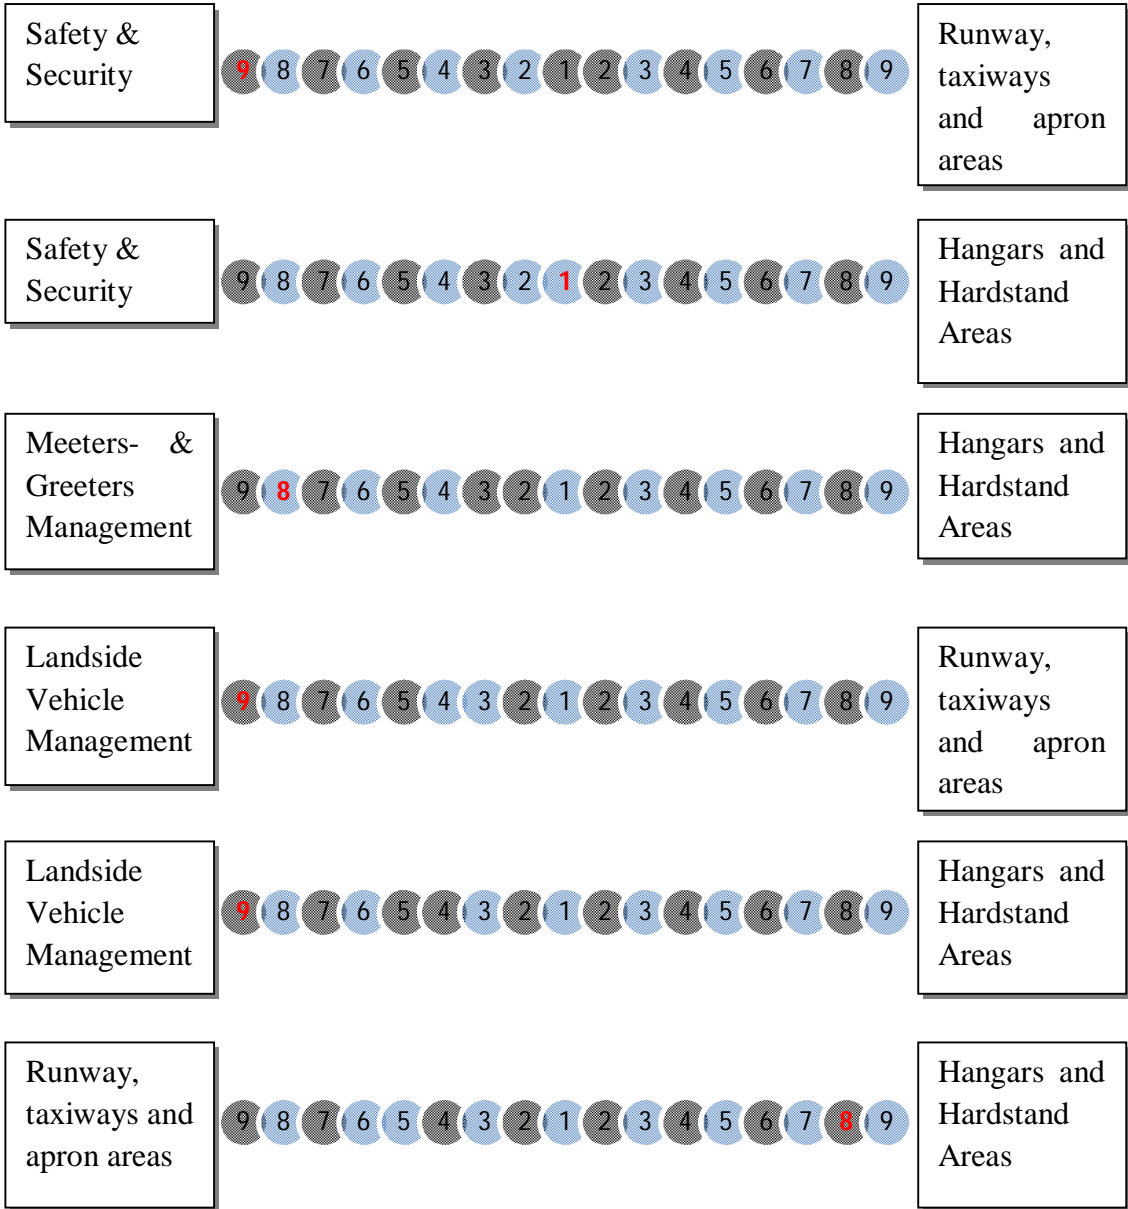 Safety &
Security
9 8 7 6 5 4 3 2 1 2 3 4 5 6 7 8 9
Runway,
taxiways
and apron
areas
Safety &
Security
9 8 7 6 5 4 3 2 1 2 3 4 5 6 7 8 9
Hangars and
Hardstand
Areas
Meeters- &
Greeters
Management
9 8 7 6 5 4 3 2 1 2 3 4 5 6 7 8 9
Hangars and
Hardstand
Areas
Landside
Vehicle
Management
9 8 7 6 5 4 3 2 1 2 3 4 5 6 7 8 9
Runway,
taxiways
and apron
areas
Landside
Vehicle
Management
9 8 7 6 5 4 3 2 1 2 3 4 5 6 7 8 9
Hangars and
Hardstand
Areas
Runway,
taxiways and
apron areas
9 8 7 6 5 4 3 2 1 2 3 4 5 6 7 8 9
Hangars and
Hardstand
Areas